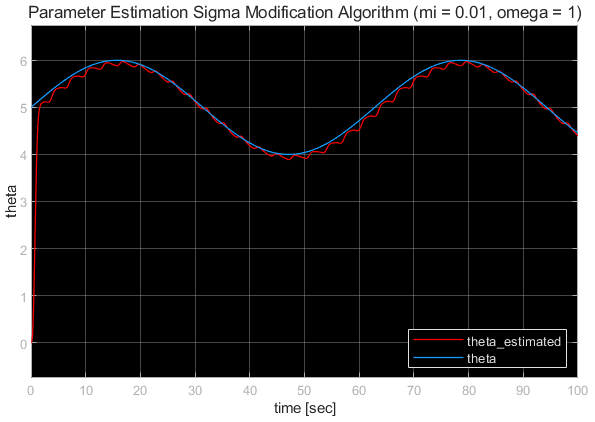 Parameter Estimation Sigma Modification Algorithm (mi = 0.01, omega = 1)
6
5
4
3
2
1
0
theta
theta_estimated
theta
0 10 20 30 40 50 60 70 80 90 100
time [sec]